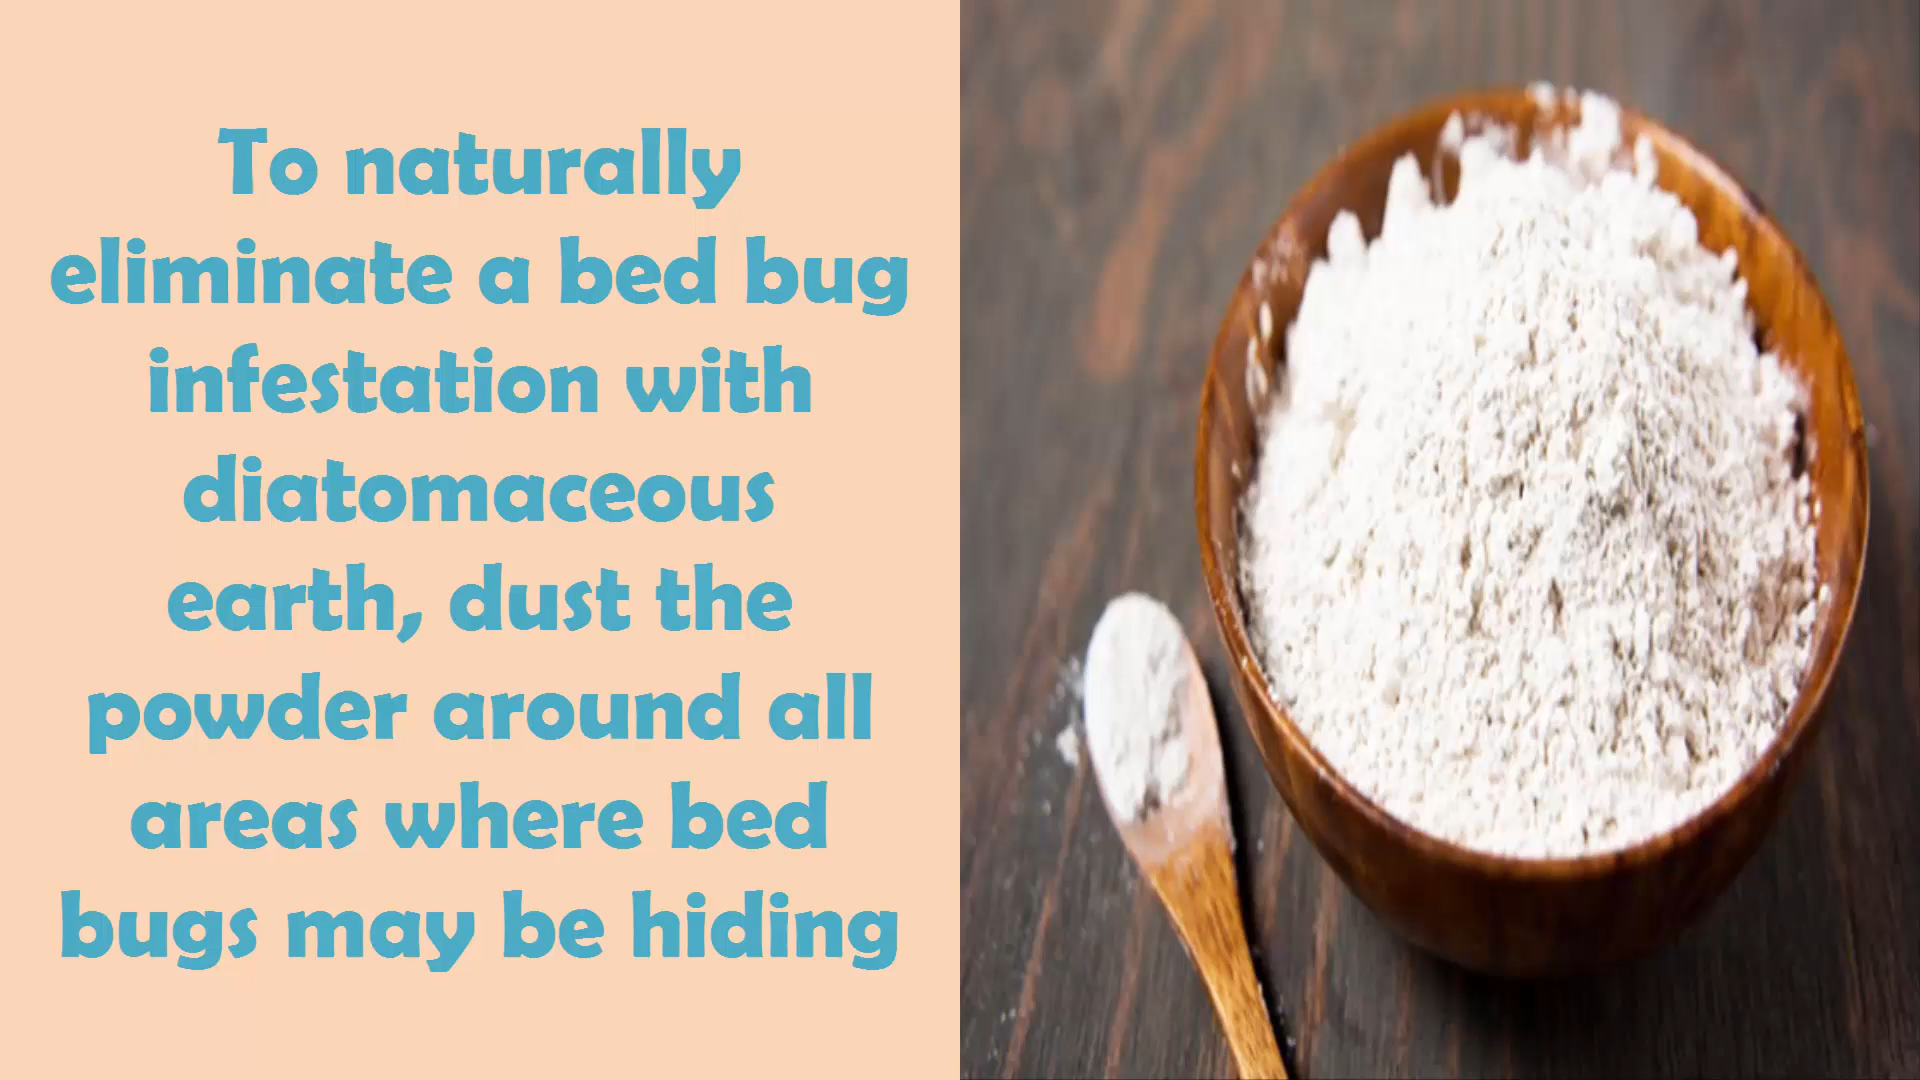 To naturally
eliminate a bed bug
infestation with
diatomaceous
earth, dust the
powder around all
areas where bed
bugs may be hiding